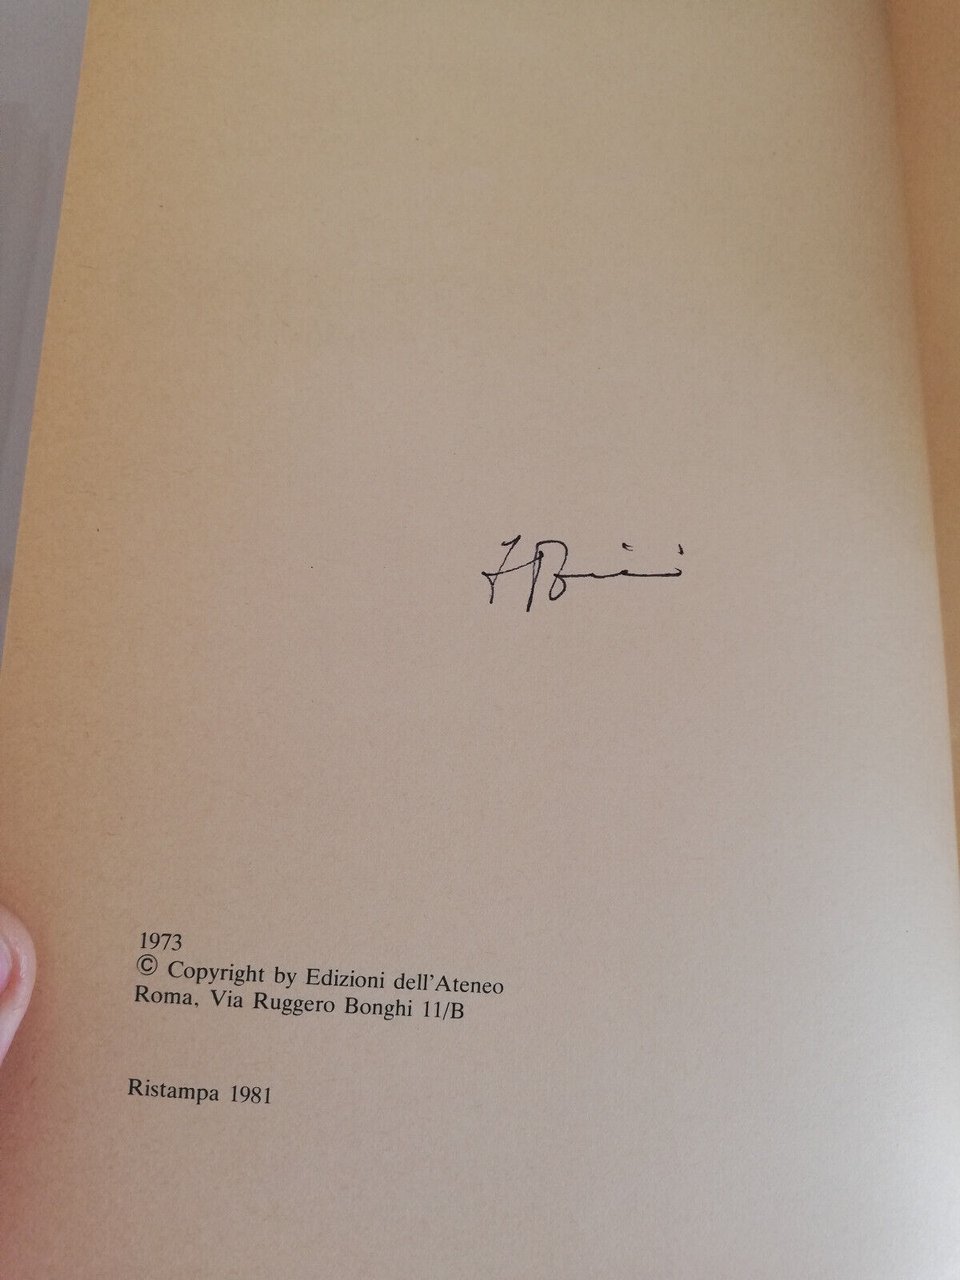 1973
© Copyright by Edizioni dell'Ateneo
Roma, Via Ruggero Bonghi 11/B
Ristampa 1981